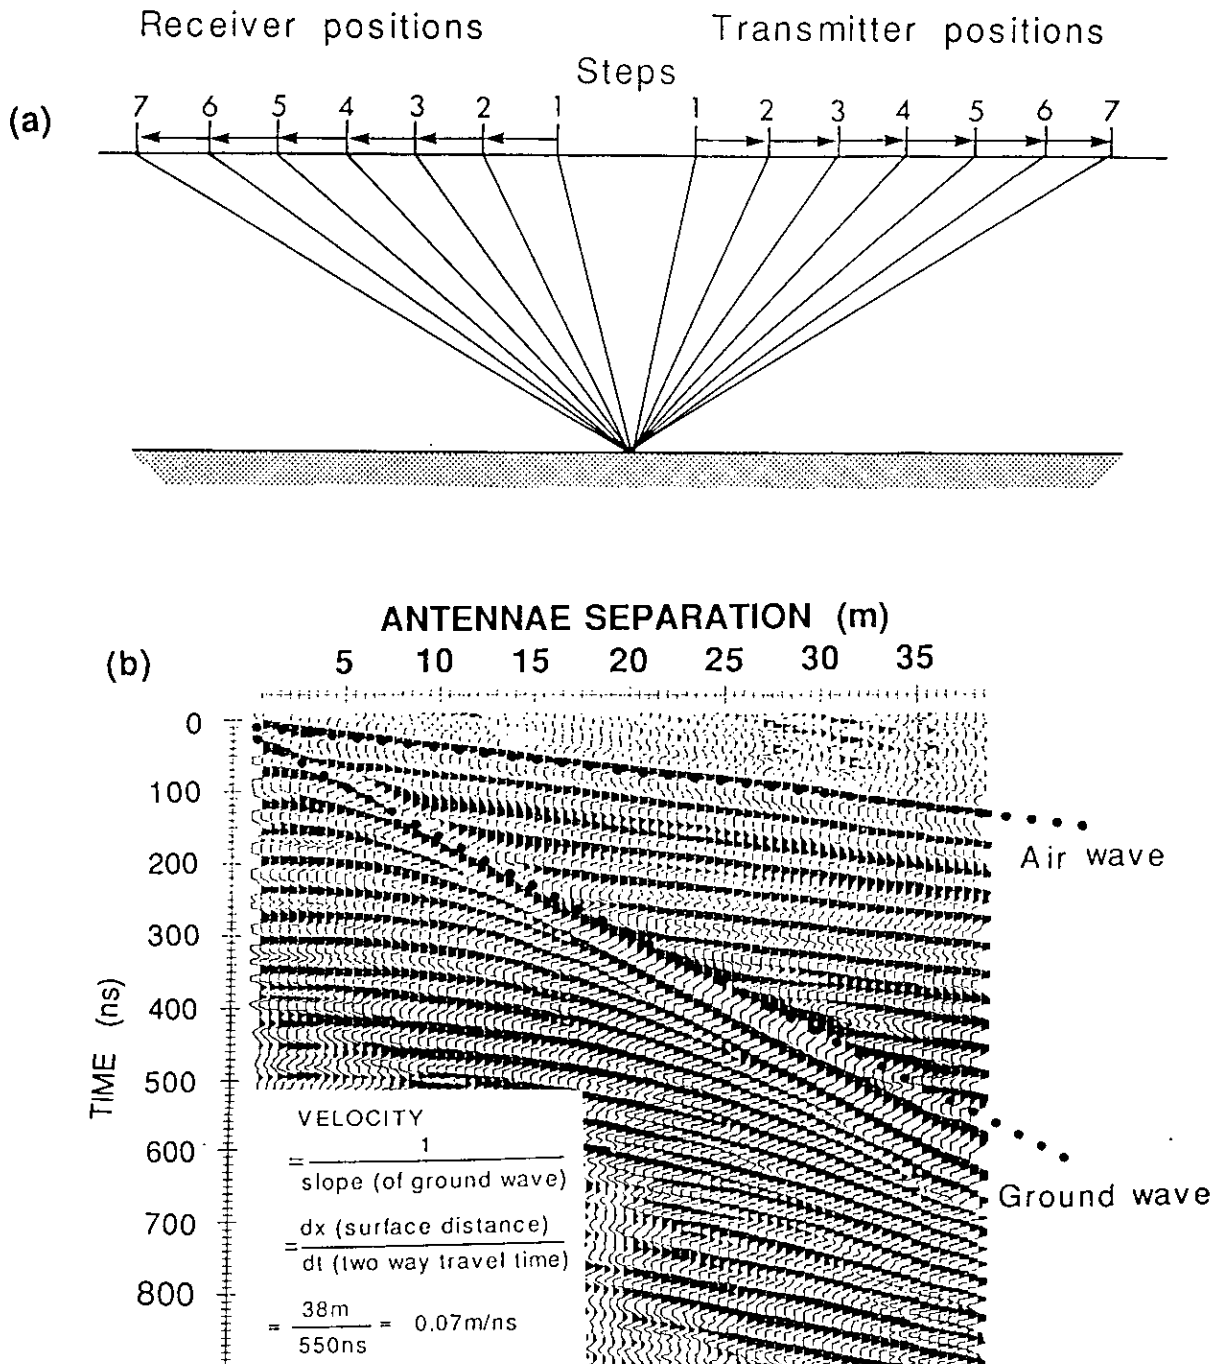 Receiver positions
Transmitter positions
Steps
(a)
7 6 5 4 3 2 1 1 2 3 4 5 6 7
ANTENNAE SEPARATION (m)
(b)
5 10 15 20 25 30 35
0
100
200
300
400
500
600
700
800
TIME (ns)
Air wave
Ground wave
VELOCITY
= 1
slope (of ground wave)
= dx (surface distance)
dt (two way travel time)
= 38m = 0.07m/ns
550ns